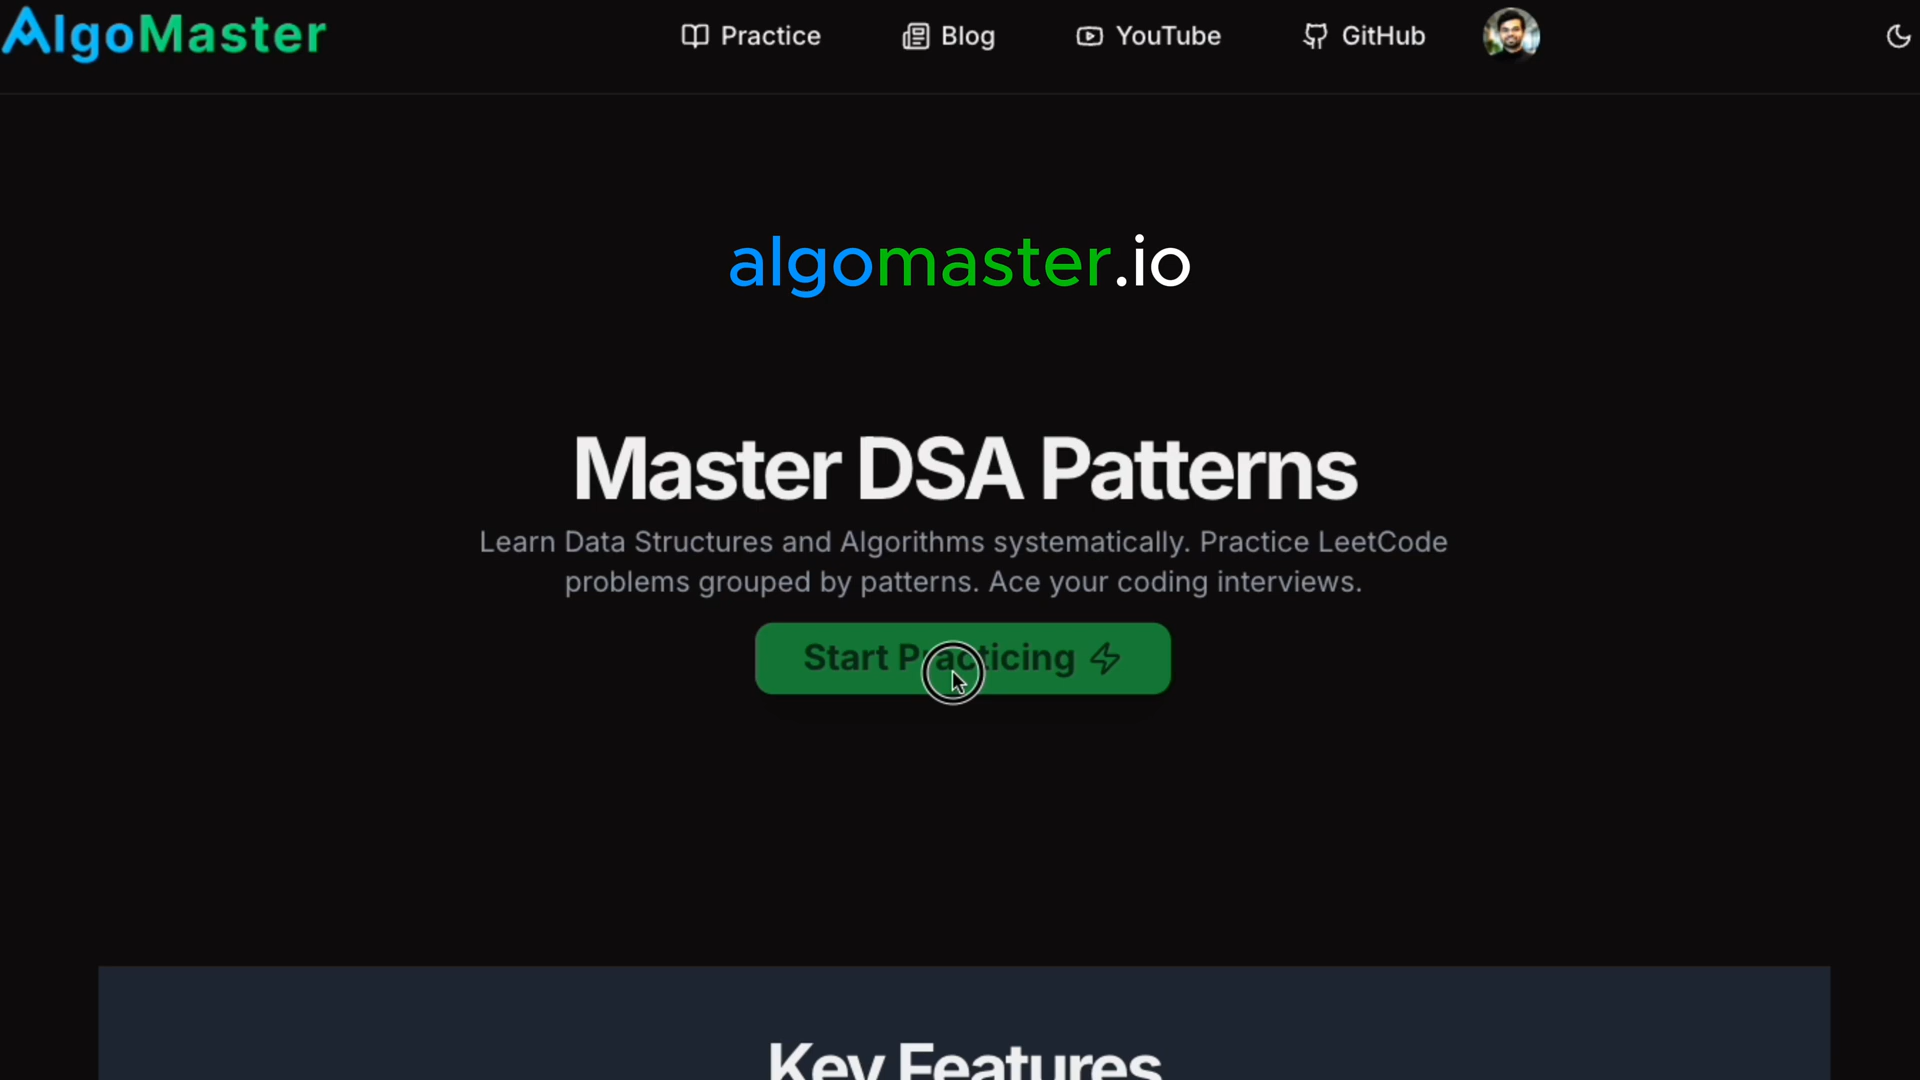 AlgoMaster
Practice
Blog
YouTube
GitHub
algomaster.io
Master DSA Patterns
Learn Data Structures and Algorithms systematically. Practice LeetCode
problems grouped by patterns. Ace your coding interviews.
Start Practicing
Key Features